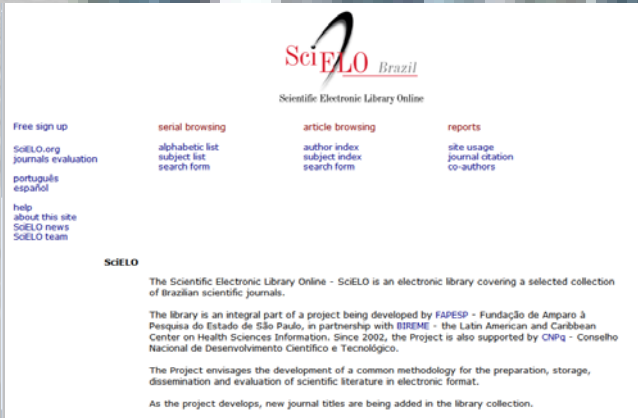 SciELO Brazil
Scientific Electronic Library Online
Free sign up
SciELO.org
journals evaluation
português
español
help
about this site
SciELO news
SciELO team
serial browsing
alphabetic list
subject list
search form
article browsing
author index
subject index
search form
reports
site usage
journal citation
co-authors
SciELO
The Scientific Electronic Library Online - SciELO is an electronic library covering a selected collection
of Brazilian scientific journals.
The library is an integral part of a project being developed by FAPESP - Fundação de Amparo à
Pesquisa do Estado de São Paulo, in partnership with BIREME - the Latin American and Caribbean
Center on Health Sciences Information. Since 2002, the Project is also supported by CNPq - Conselho
Nacional de Desenvolvimento Científico e Tecnológico.
The Project envisages the development of a common methodology for the preparation, storage,
dissemination and evaluation of scientific literature in electronic format.
As the project develops, new journal titles are being added in the library collection.